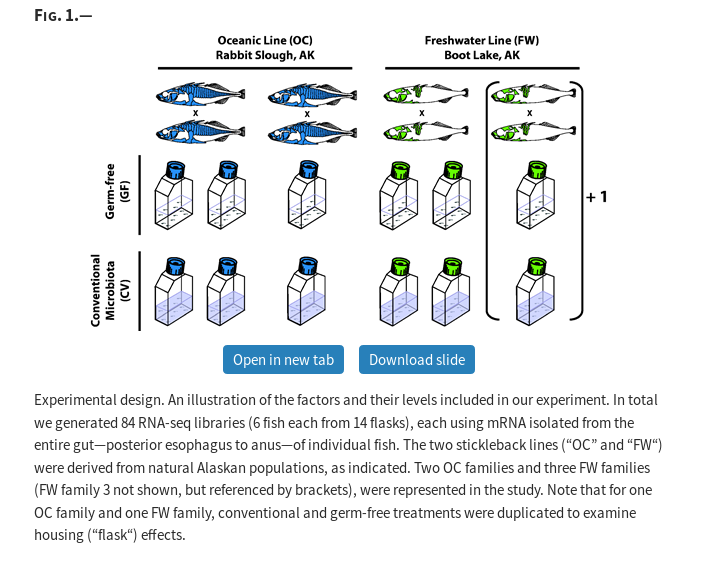 FIG. 1.—
Oceanic Line (OC)
Rabbit Slough, AK
Freshwater Line (FW)
Boot Lake, AK
x
x
x
x
Germ-free
(GF)
+ 1
Conventional
Microbiota
(CV)
Open in new tab
Download slide
Experimental design. An illustration of the factors and their levels included in our experiment. In total
we generated 84 RNA-seq libraries (6 fish each from 14 flasks), each using mRNA isolated from the
entire gut—posterior esophagus to anus—of individual fish. The two stickleback lines (“OC” and “FW“)
were derived from natural Alaskan populations, as indicated. Two OC families and three FW families
(FW family 3 not shown, but referenced by brackets), were represented in the study. Note that for one
OC family and one FW family, conventional and germ-free treatments were duplicated to examine
housing (“flask“) effects.